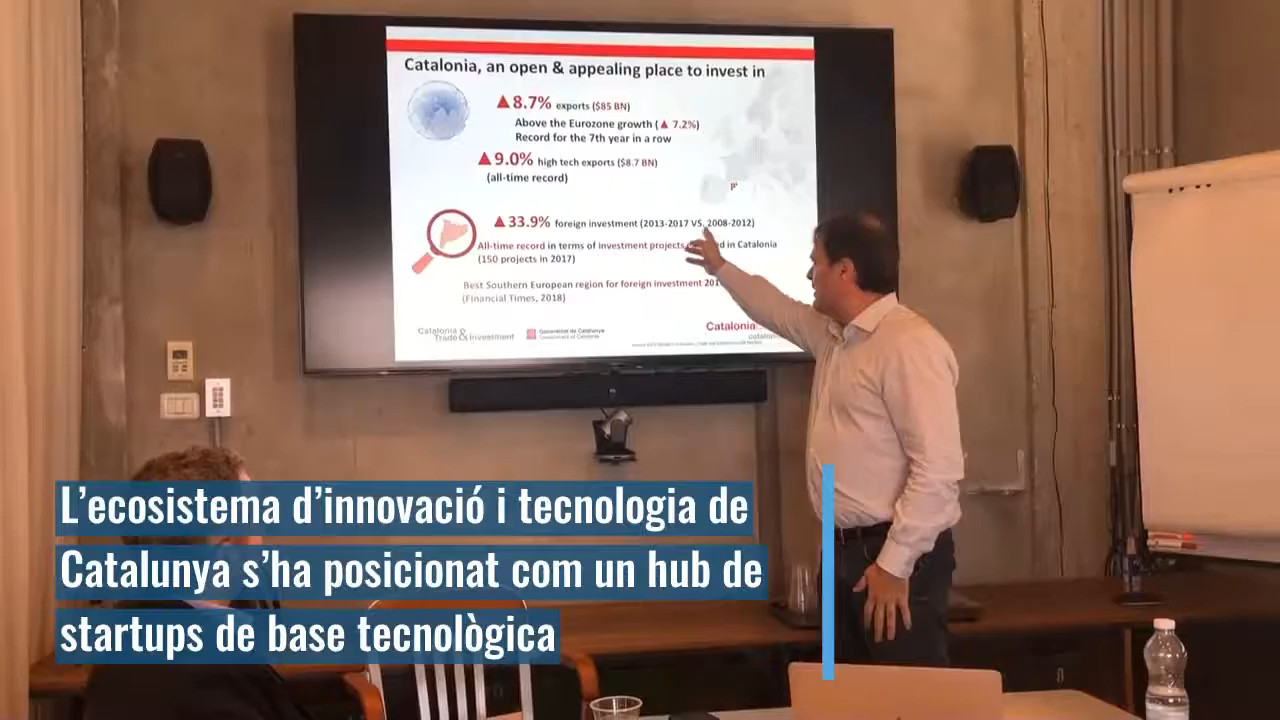 Catalonia, an open & appealing place to invest in
▲8.7% exports ($85 BN)
Above the Eurozone growth (▲ 7.2%)
Record for the 7th year in a row
▲9.0% high tech exports ($8.7 BN)
(all-time record)
▲33.9% foreign investment (2013-2017 VS. 2008-2012)
All-time record in terms of investment projects in Catalonia
(150 projects in 2017)
Best Southern European region for foreign investment
(Financial Times, 2018)
Catalonia
Trade & Investment
Generalitat de Catalunya
Government of Catalonia
Catalonia
L’ecosistema d’innovació i tecnologia de
Catalunya s’ha posicionat com un hub de
startups de base tecnològica